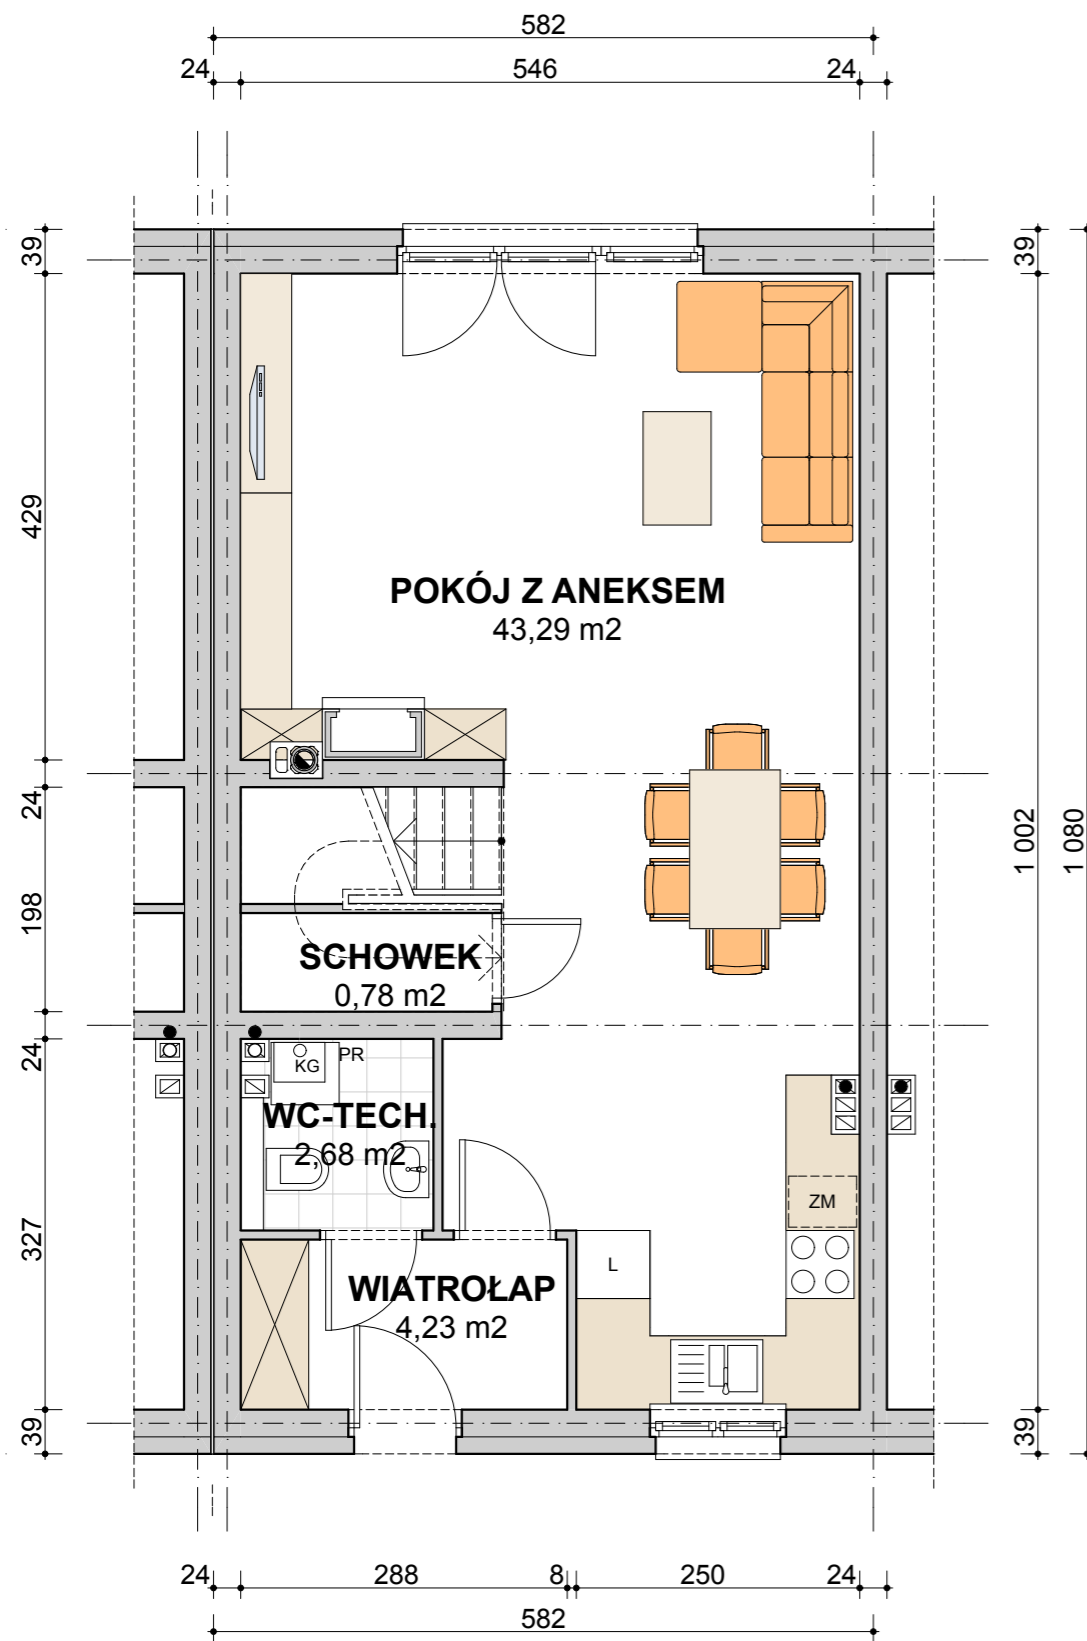 582
24
546
24
39
39
429
POKÓJ Z ANEKSEM
43,29 m2
24
1 002
1 080
198
SCHOWEK
0,78 m2
24
KG
PR
WC-TECH.
2,68 m2
ZM
327
L
WIATROŁAP
4,23 m2
39
39
24
288
8
250
24
582